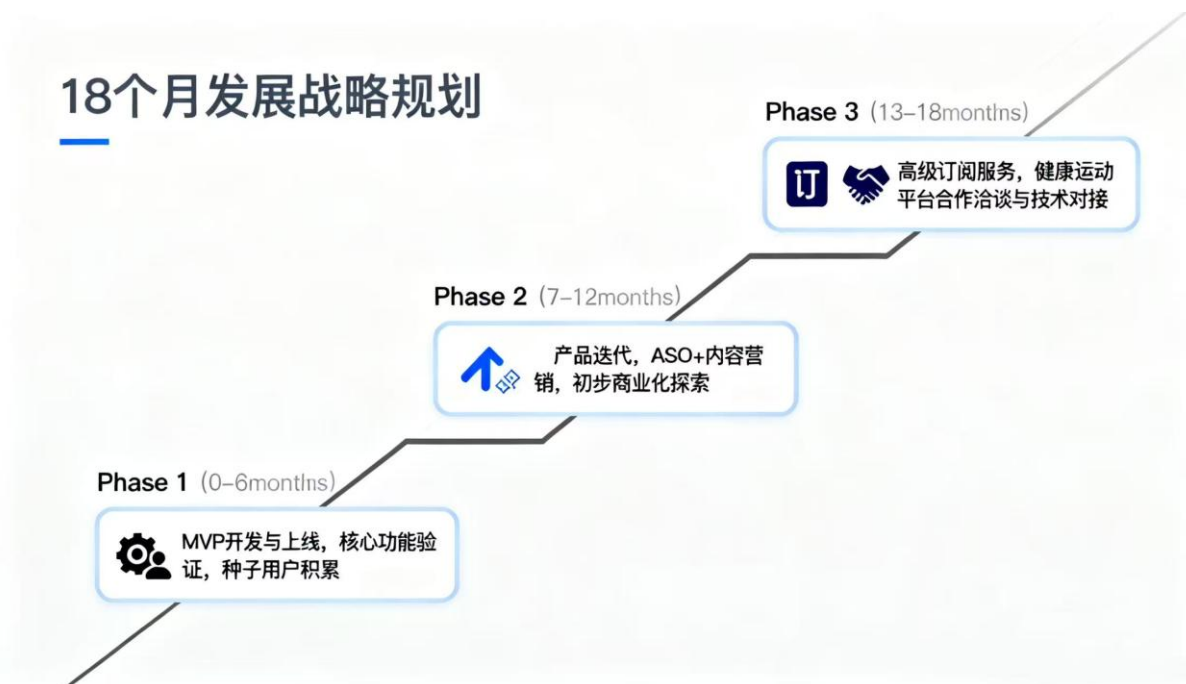 18个月发展战略规划
Phase 3 (13–18months)
订
高级订阅服务，健康运动
平台合作洽谈与技术对接
Phase 2 (7–12months)
产品迭代，ASO+内容营
销，初步商业化探索
Phase 1 (0–6months)
MVP开发与上线，核心功能验
证，种子用户积累